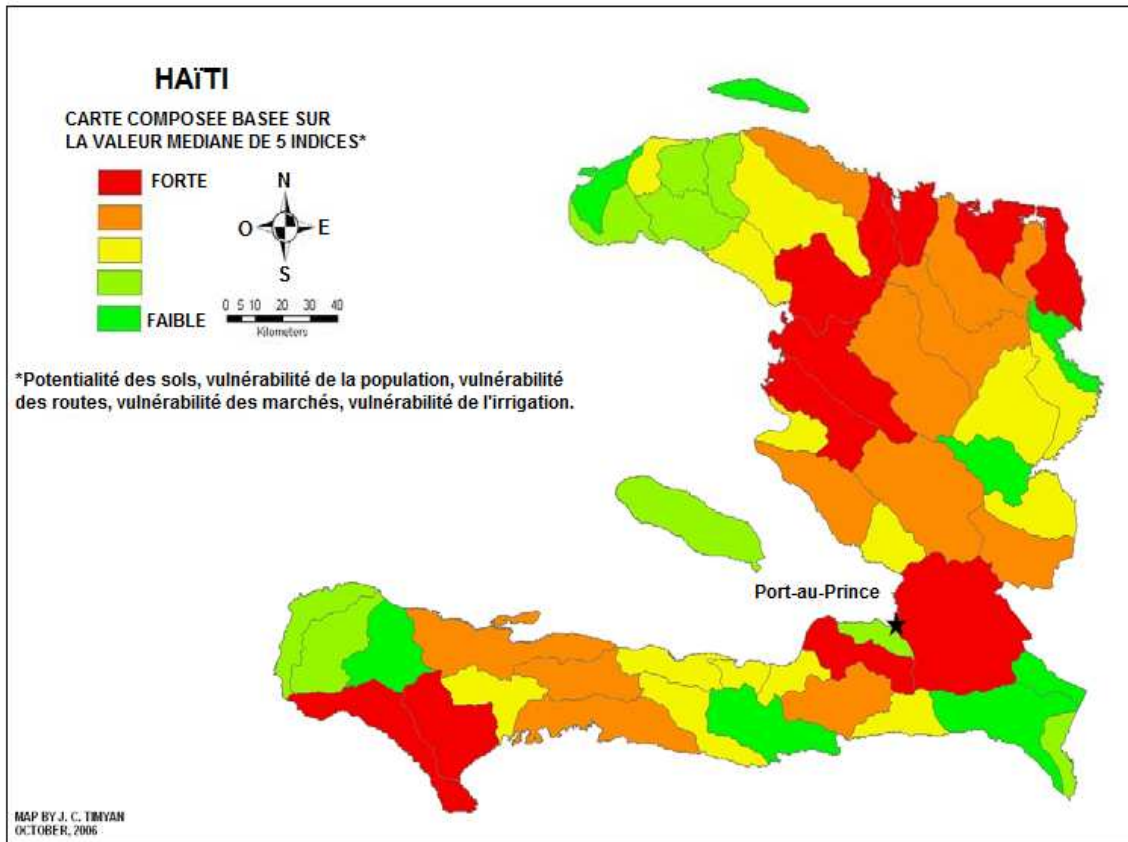 HAïTI
CARTE COMPOSEE BASEE SUR
LA VALEUR MEDIANE DE 5 INDICES*
FORTE
FAIBLE
N
O E
S
0 5 10 20 30 40
Kilometers
*Potentialité des sols, vulnérabilité de la population, vulnérabilité
des routes, vulnérabilité des marchés, vulnérabilité de l'irrigation.
Port-au-Prince
MAP BY J. C. TIMYAN
OCTOBER, 2006